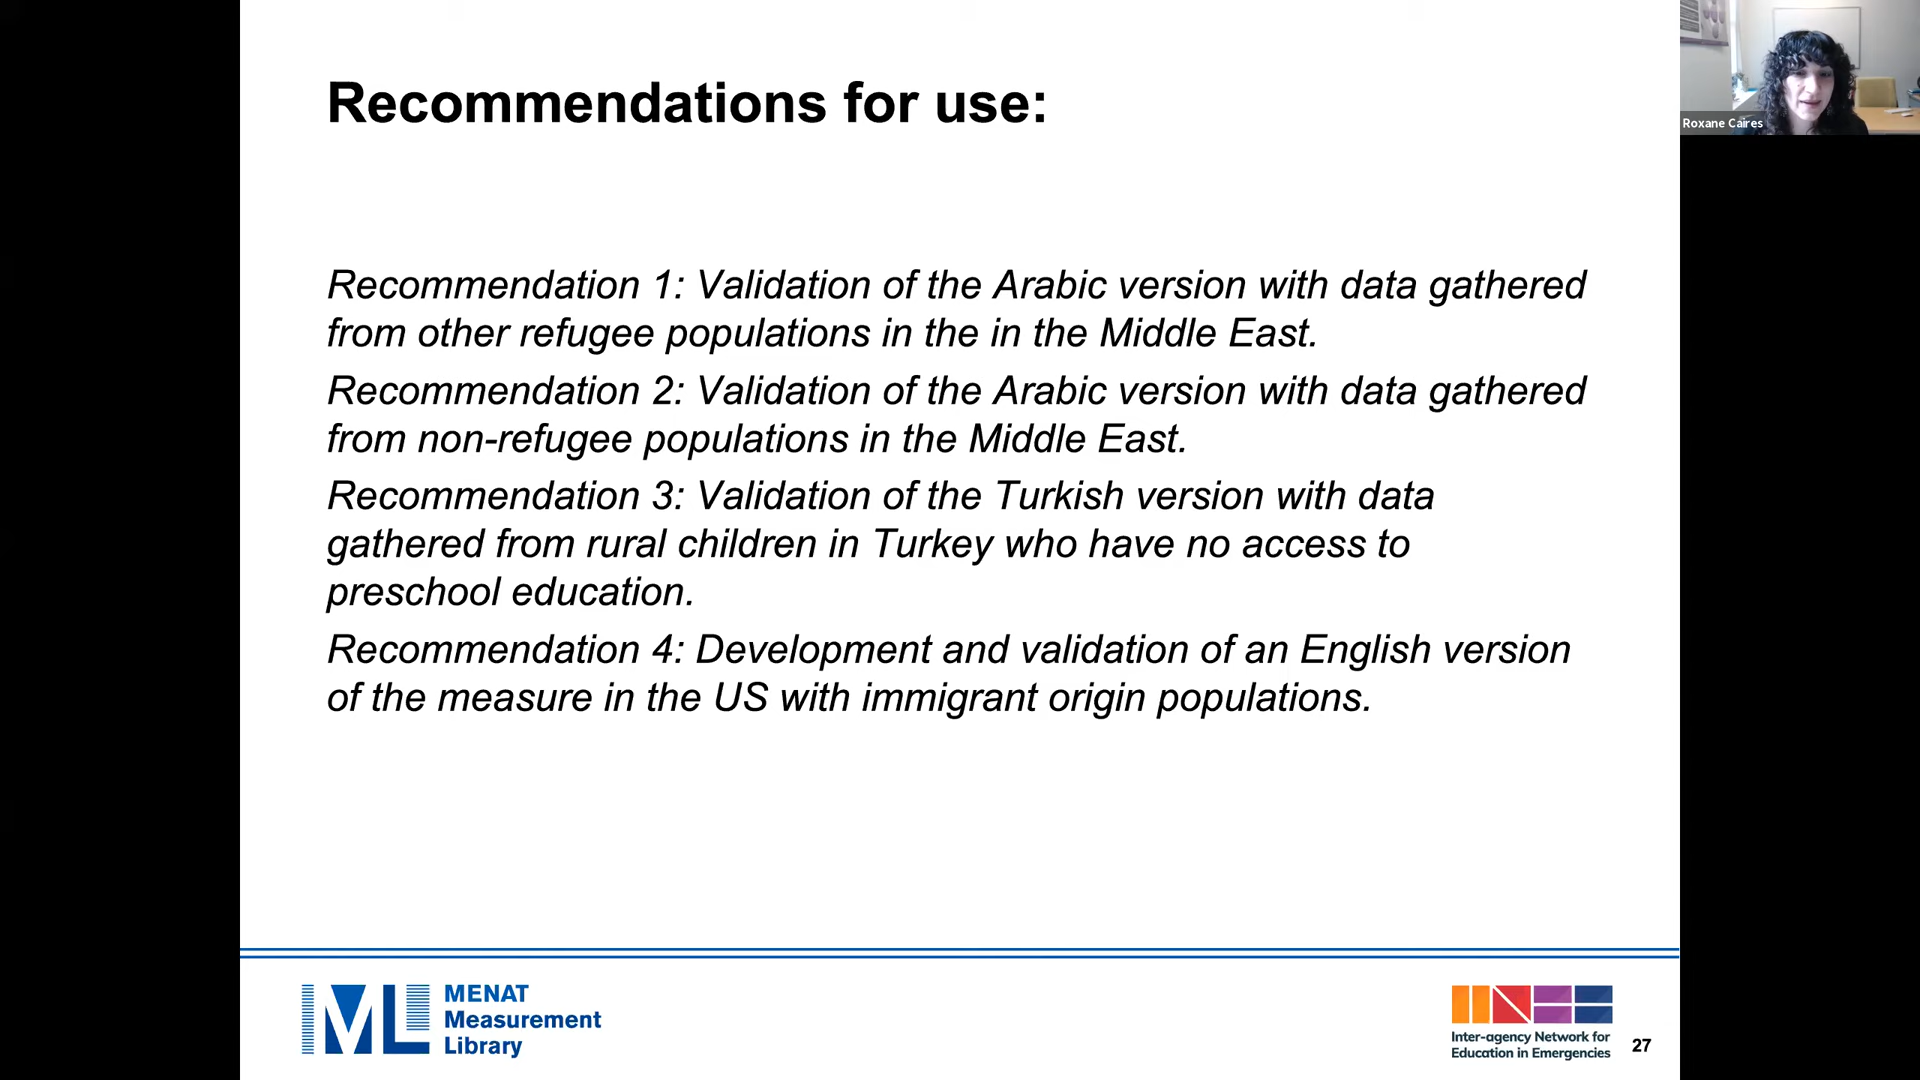 Recommendations for use:
Roxane Caires
Recommendation 1: Validation of the Arabic version with data gathered
from other refugee populations in the in the Middle East.
Recommendation 2: Validation of the Arabic version with data gathered
from non-refugee populations in the Middle East.
Recommendation 3: Validation of the Turkish version with data
gathered from rural children in Turkey who have no access to
preschool education.
Recommendation 4: Development and validation of an English version
of the measure in the US with immigrant origin populations.
ML
MENAT
Measurement
Library
INEE
Inter-agency Network for
Education in Emergencies
27